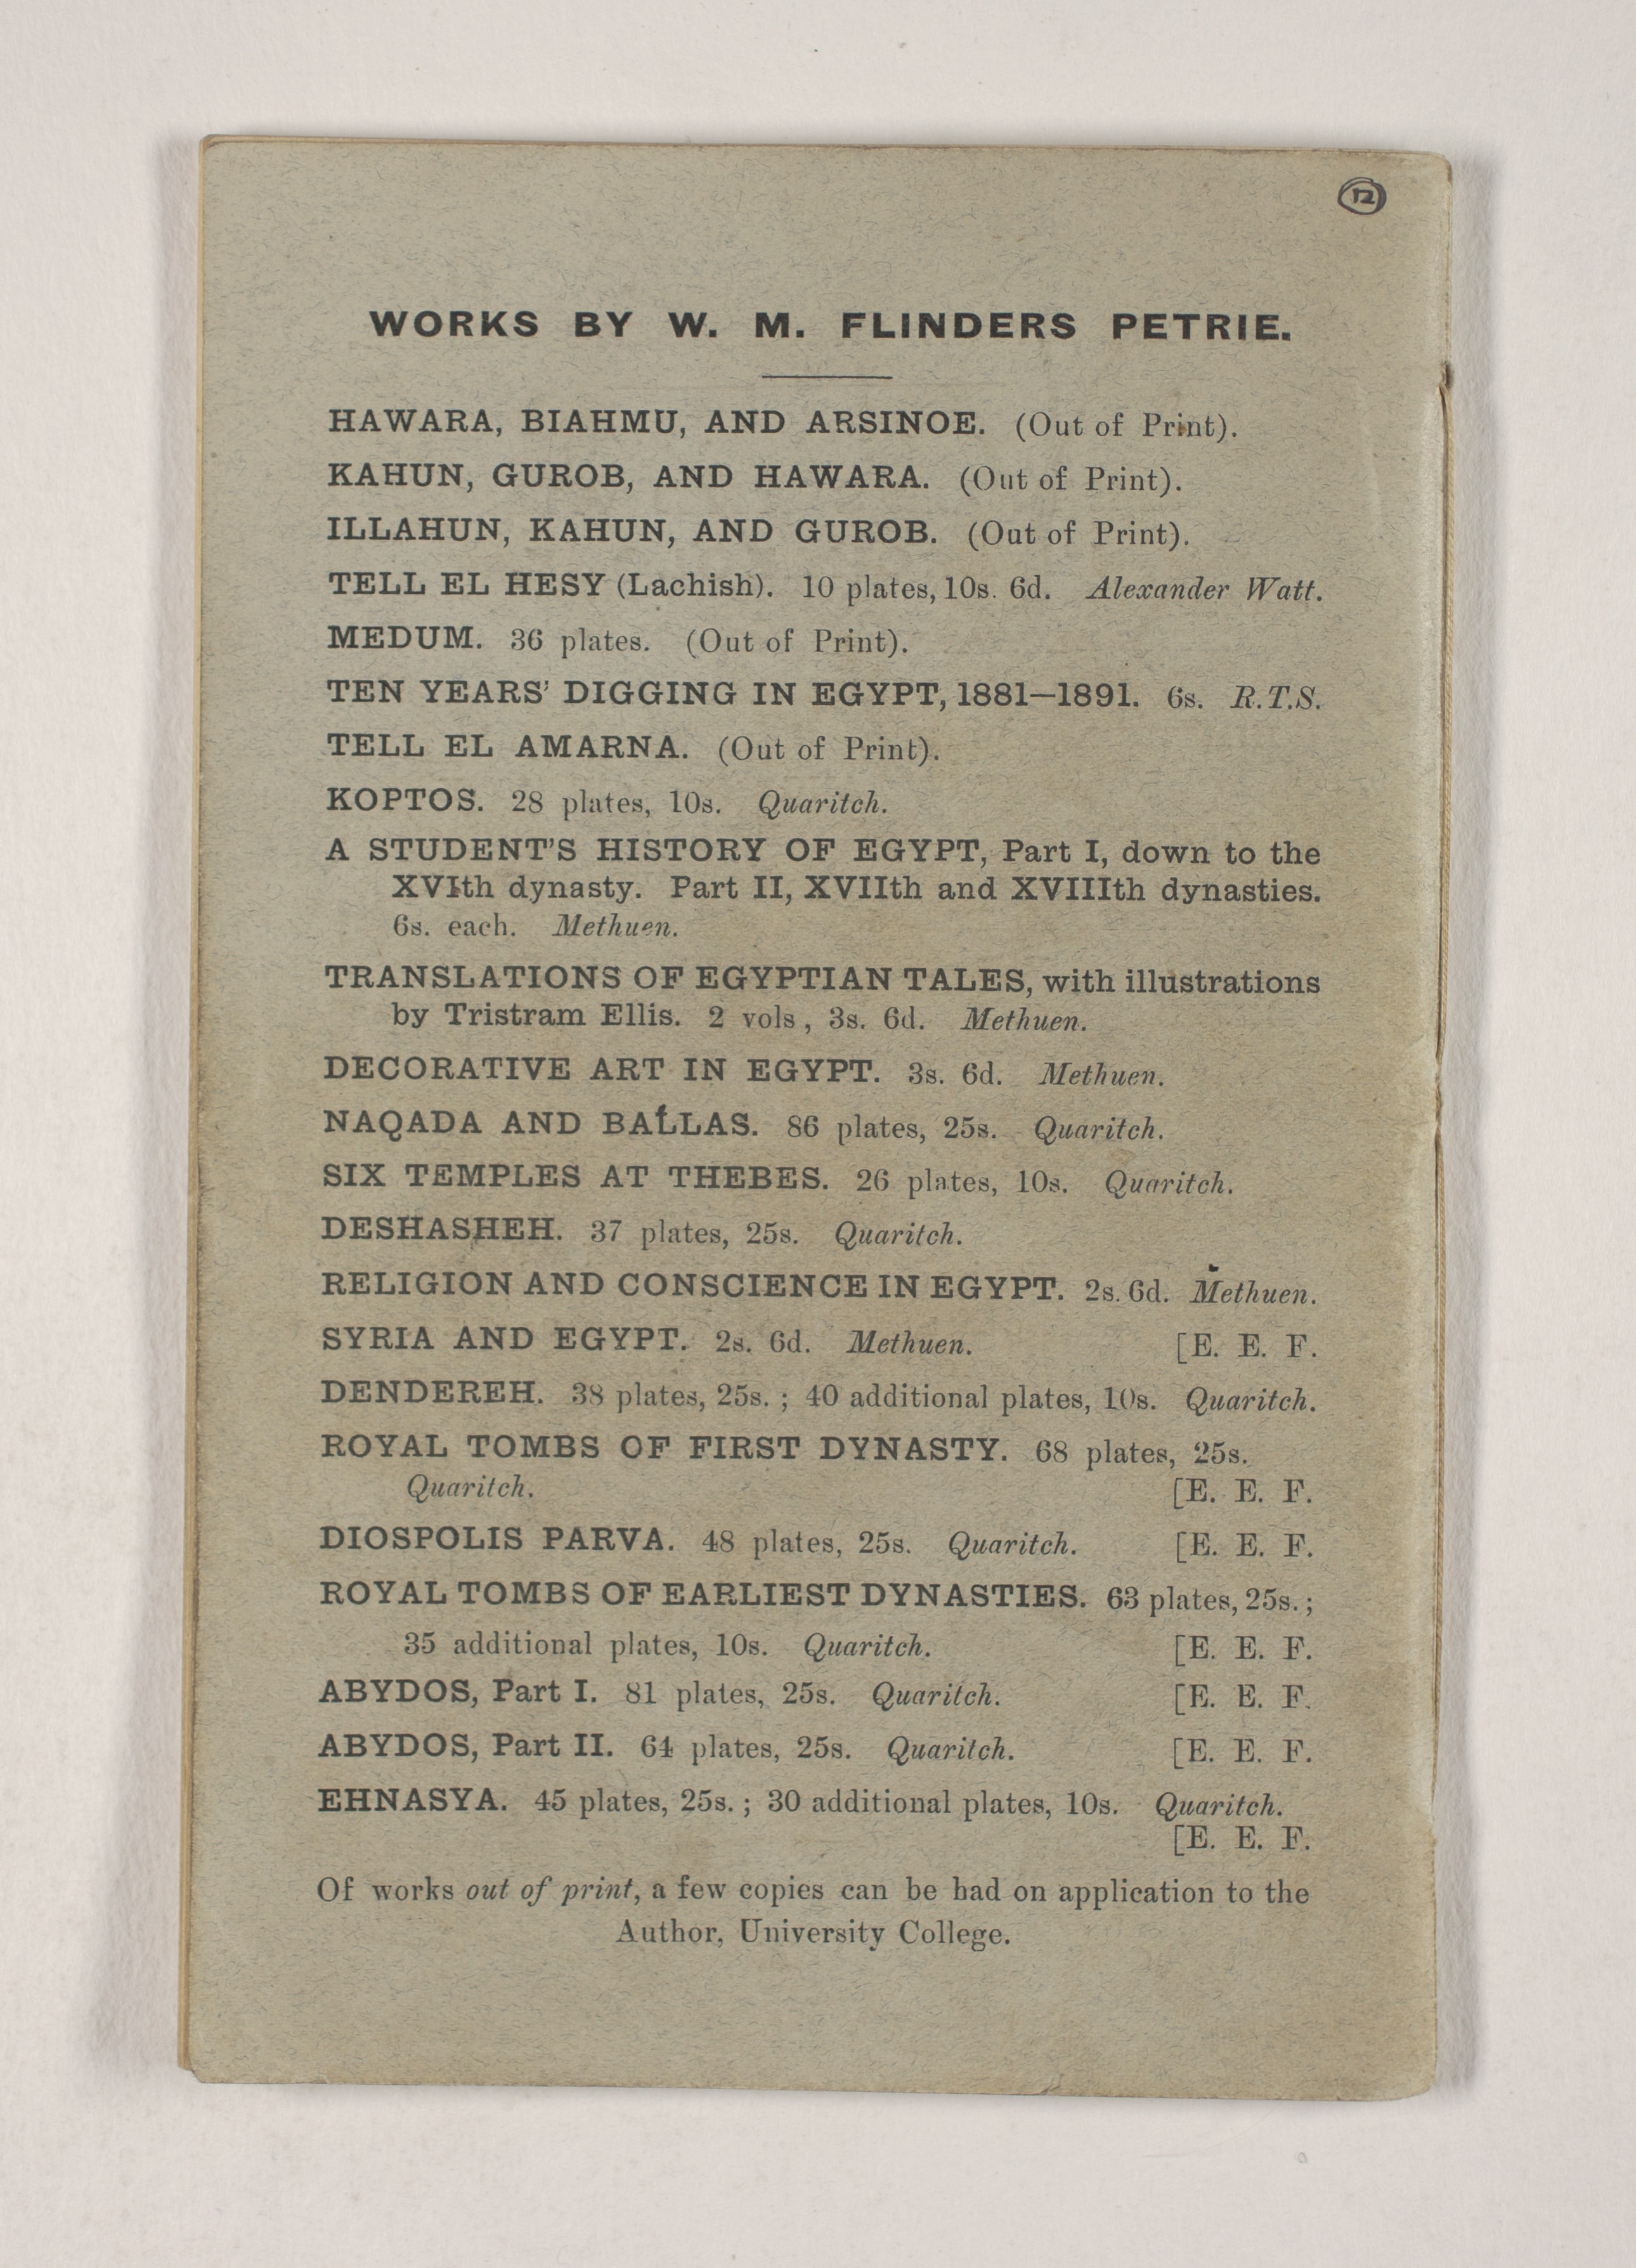 12
WORKS BY W. M. FLINDERS PETRIE.
HAWARA, BIAHMU, AND ARSINOE. (Out of Print).
KAHUN, GUROB, AND HAWARA. (Out of Print).
ILLAHUN, KAHUN, AND GUROB. (Out of Print).
TELL EL HESY (Lachish). 10 plates, 10s. 6d. Alexander Watt.
MEDUM. 36 plates. (Out of Print).
TEN YEARS' DIGGING IN EGYPT, 1881—1891. 6s. R.T.S.
TELL EL AMARNA. (Out of Print).
KOPTOS. 28 plates, 10s. Quaritch.
A STUDENT'S HISTORY OF EGYPT, Part I, down to the
XVIth dynasty. Part II, XVIIth and XVIIIth dynasties.
6s. each. Methuen.
TRANSLATIONS OF EGYPTIAN TALES, with illustrations
by Tristram Ellis. 2 vols, 3s. 6d. Methuen.
DECORATIVE ART IN EGYPT. 3s. 6d. Methuen.
NAQADA AND BALLAS. 86 plates, 25s. Quaritch.
SIX TEMPLES AT THEBES. 26 plates, 10s. Quaritch.
DESHASHEH. 37 plates, 25s. Quaritch.
RELIGION AND CONSCIENCE IN EGYPT. 2s. 6d. Methuen.
SYRIA AND EGYPT. 2s. 6d. Methuen. [E. E. F.
DENDEREH. 38 plates, 25s.; 40 additional plates, 10s. Quaritch.
ROYAL TOMBS OF FIRST DYNASTY. 68 plates, 25s.
Quaritch. [E. E. F.
DIOSPOLIS PARVA. 48 plates, 25s. Quaritch. [E. E. F.
ROYAL TOMBS OF EARLIEST DYNASTIES. 63 plates, 25s.;
35 additional plates, 10s. Quaritch. [E. E. F.
ABYDOS, Part I. 81 plates, 25s. Quaritch. [E. E. F.
ABYDOS, Part II. 64 plates, 25s. Quaritch. [E. E. F.
EHNASYA. 45 plates, 25s.; 30 additional plates, 10s. Quaritch.
[E. E. F.
Of works out of print, a few copies can be had on application to the
Author, University College.